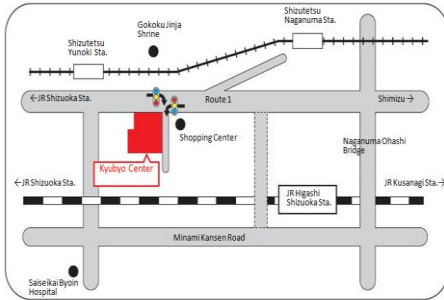 Gokoku Jinja
Shrine
Shizutetsu
Naganuma Sta.
Shizutetsu
Yunoki Sta.
←JR Shizuoka Sta.
Route 1
Shimizu
Shopping Center
Naganuma Ohashi
Bridge
Kyubyo Center
←JR Shizuoka Sta.
JR Kusanagi Sta.→
JR Higashi
Shizuoka Sta.
Minami Kansen Road
Saiseikai Byoin
Hospital